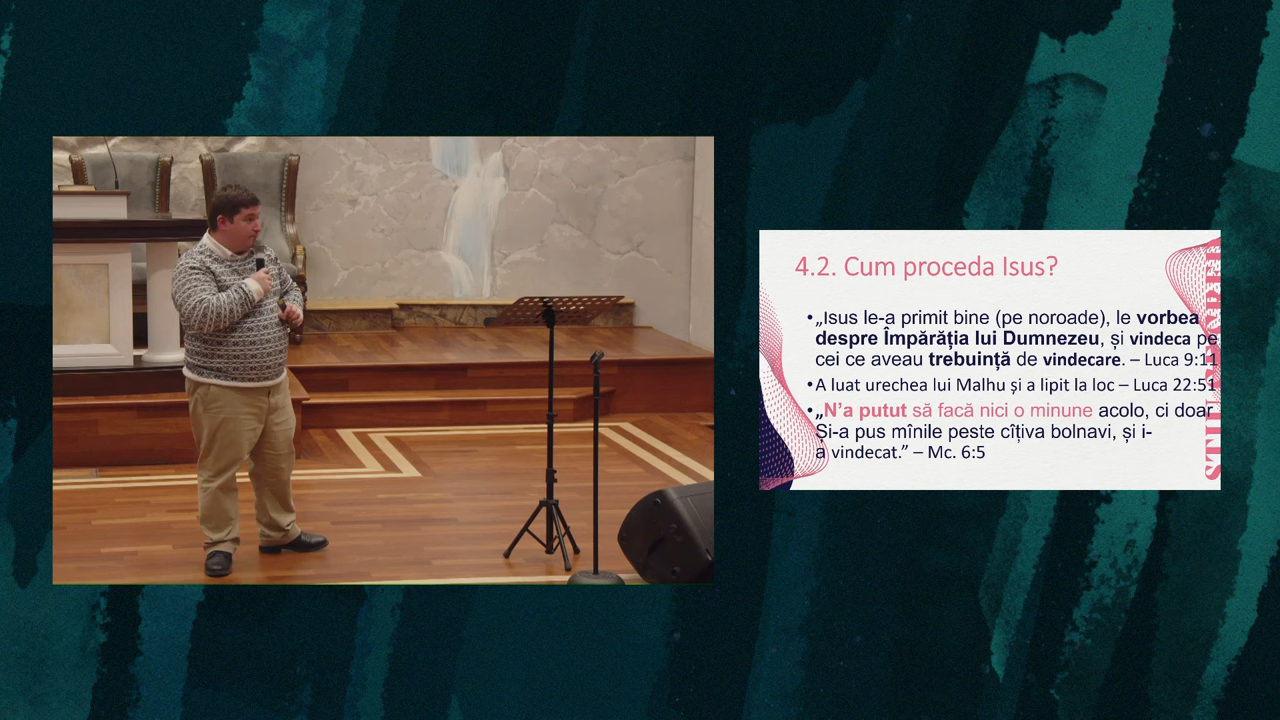 4.2. Cum proceda Isus?
•„Isus le-a primit bine (pe noroade), le vorbea
despre Împărăția lui Dumnezeu, și vindeca pe
cei ce aveau trebuință de vindecare. – Luca 9:11
•A luat urechea lui Malhu și a lipit la loc – Luca 22:51
•„N’a putut să facă nici o minune acolo, ci doar
Și-a pus mînile peste cîțiva bolnavi, și i-
a vindecat.” – Mc. 6:5